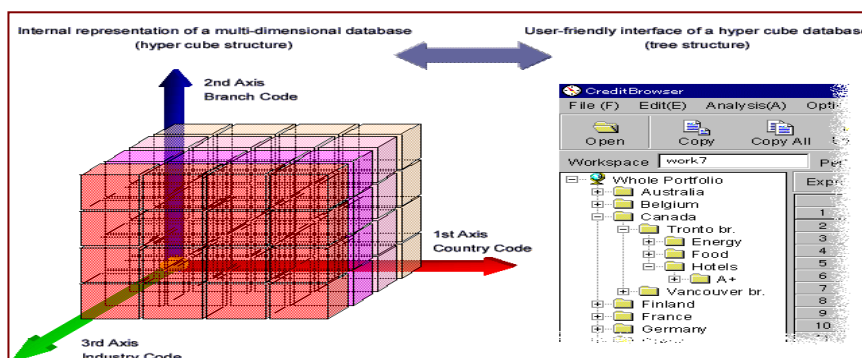 Internal representation of a multi-dimensional database
(hyper cube structure)
User-friendly interface of a hyper cube database
(tree structure)
2nd Axis
Branch Code
1st Axis
Country Code
3rd Axis
Industry Code
CreditBrowser
File (F) Edit(E) Analysis(A)
Open Copy Copy All
Workspace work7
Whole Portfolio
Australia
Belgium
Canada
Tronto br.
Energy
Food
Hotels
A+
Vancouver br.
Finland
France
Germany
1
2
3
4
5
6
7
8
9
10